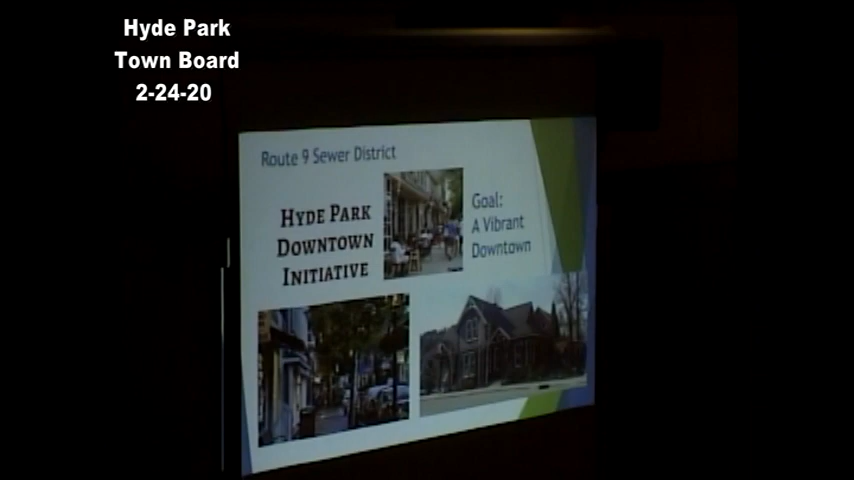 Hyde Park
Town Board
2-24-20
Route 9 Sewer District
HYDE PARK
DOWNTOWN
INITIATIVE
Goal:
A Vibrant
Downtown